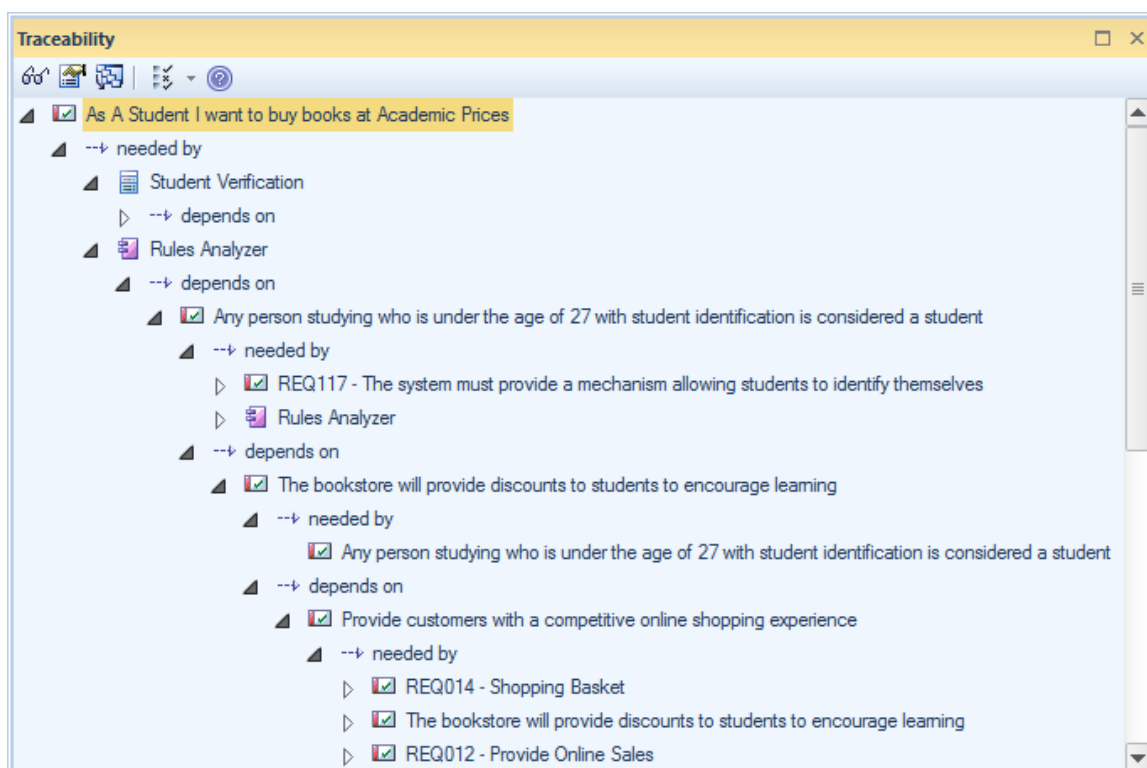 Traceability
As A Student I want to buy books at Academic Prices
needed by
Student Verification
depends on
Rules Analyzer
depends on
Any person studying who is under the age of 27 with student identification is considered a student
needed by
REQ117 - The system must provide a mechanism allowing students to identify themselves
Rules Analyzer
depends on
The bookstore will provide discounts to students to encourage learning
needed by
Any person studying who is under the age of 27 with student identification is considered a student
depends on
Provide customers with a competitive online shopping experience
needed by
REQ014 - Shopping Basket
The bookstore will provide discounts to students to encourage learning
REQ012 - Provide Online Sales